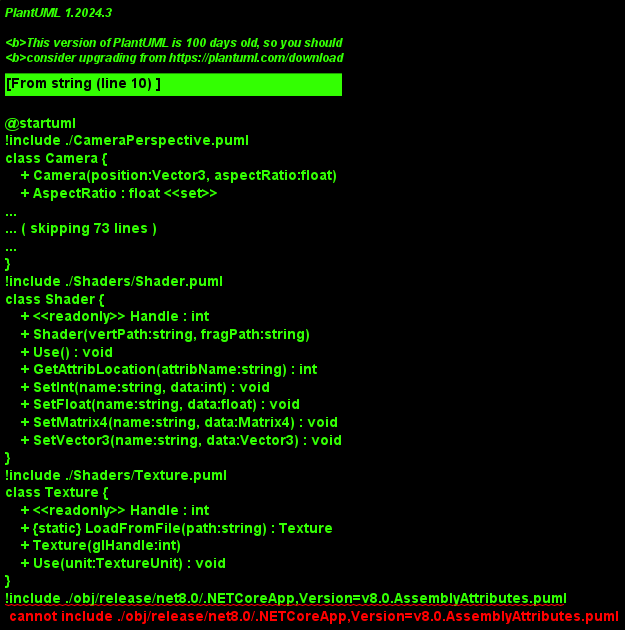 PlantUML 1.2024.3
<b>This version of PlantUML is 100 days old, so you should
<b>consider upgrading from https://plantuml.com/download
[From string (line 10) ]
@startuml
!include ./CameraPerspective.puml
class Camera {
+ Camera(position:Vector3, aspectRatio:float)
+ AspectRatio : float <<set>>
...
... ( skipping 73 lines )
...
}
!include ./Shaders/Shader.puml
class Shader {
+ <<readonly>> Handle : int
+ Shader(vertPath:string, fragPath:string)
+ Use() : void
+ GetAttribLocation(attribName:string) : int
+ SetInt(name:string, data:int) : void
+ SetFloat(name:string, data:float) : void
+ SetMatrix4(name:string, data:Matrix4) : void
+ SetVector3(name:string, data:Vector3) : void
}
!include ./Shaders/Texture.puml
class Texture {
+ <<readonly>> Handle : int
+ {static} LoadFromFile(path:string) : Texture
+ Texture(glHandle:int)
+ Use(unit:TextureUnit) : void
}
!include ./obj/release/net8.0/.NETCoreApp,Version=v8.0.AssemblyAttributes.puml
cannot include ./obj/release/net8.0/.NETCoreApp,Version=v8.0.AssemblyAttributes.puml